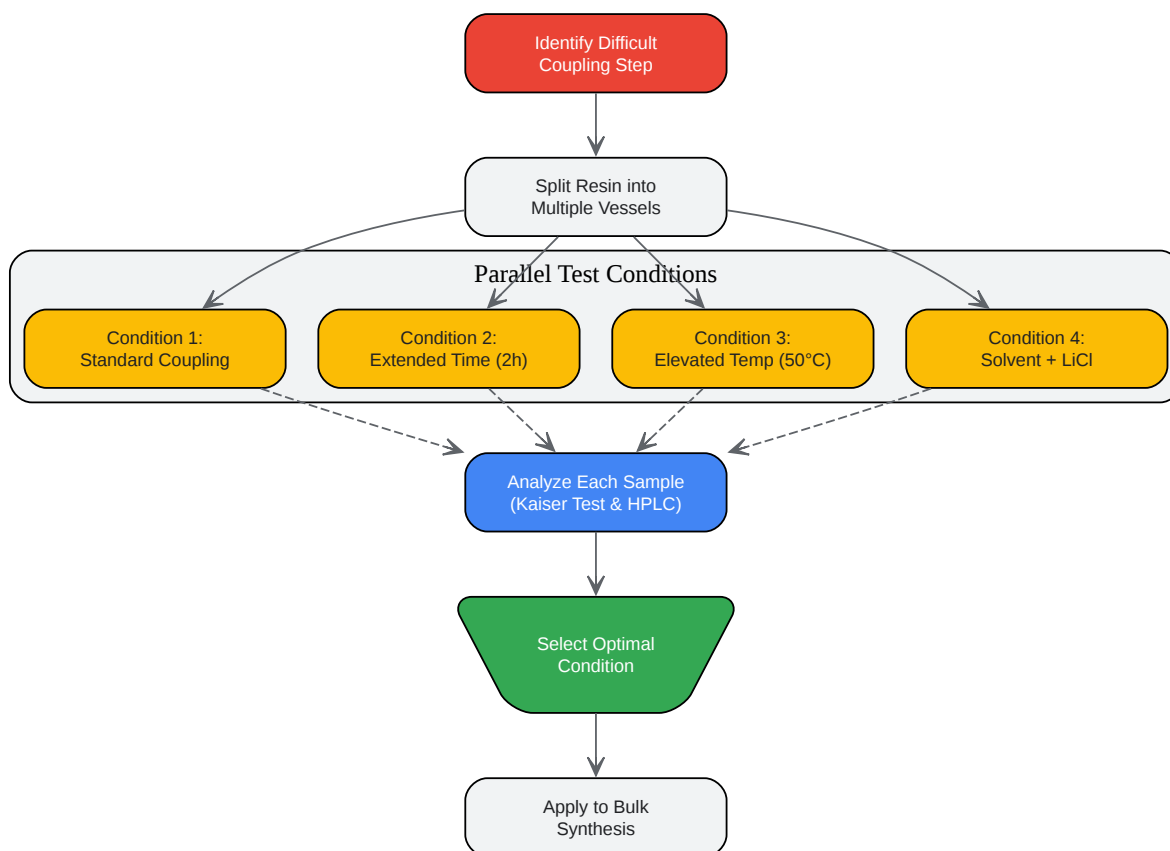 Identify Difficult
Coupling Step
Split Resin into
Multiple Vessels
Parallel Test Conditions
Condition 1:
Standard Coupling
Condition 2:
Extended Time (2h)
Condition 3:
Elevated Temp (50°C)
Condition 4:
Solvent + LiCl
Analyze Each Sample
(Kaiser Test & HPLC)
Select Optimal
Condition
Apply to Bulk
Synthesis